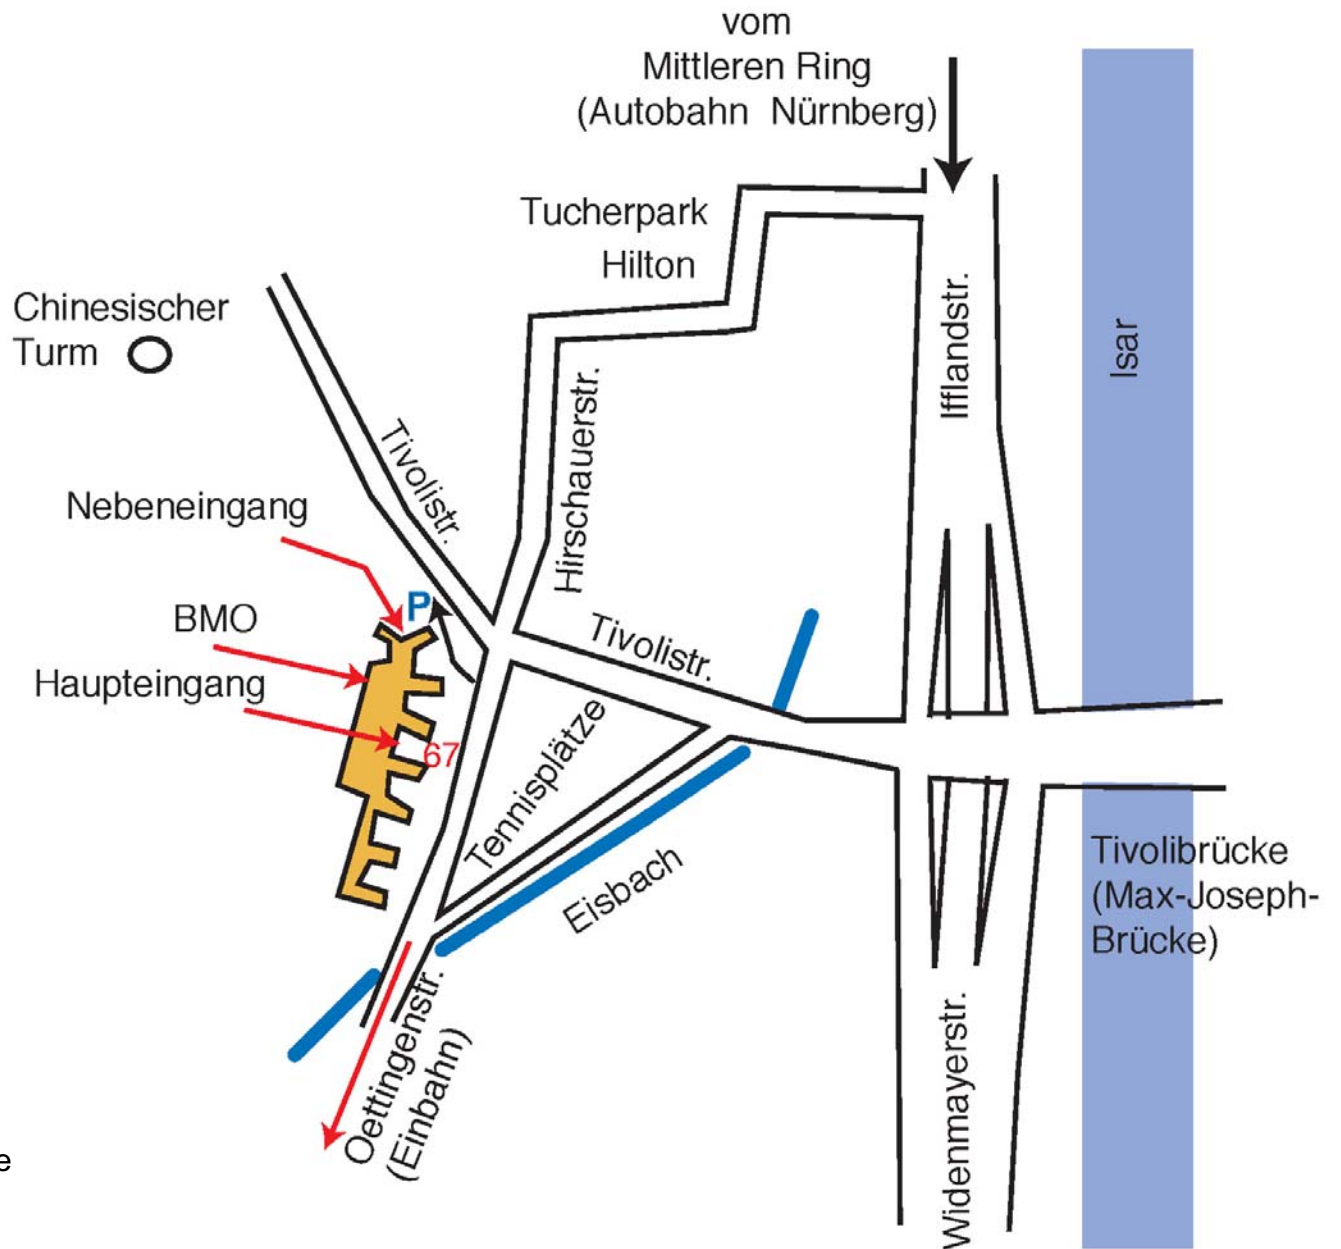 vom
Mittleren Ring
(Autobahn Nürnberg)
Tucherpark
Hilton
Chinesischer
Turm
Ifflandstr.
Isar
Tivolistr.
Hirschauerstr.
Nebeneingang
P
BMO
Tivolistr.
Haupteingang
67
Tennisplätze
Eisbach
Tivolibrücke
(Max-Joseph-
Brücke)
Oettingenstr.
(Einbahn)
Widenmayerstr.
e